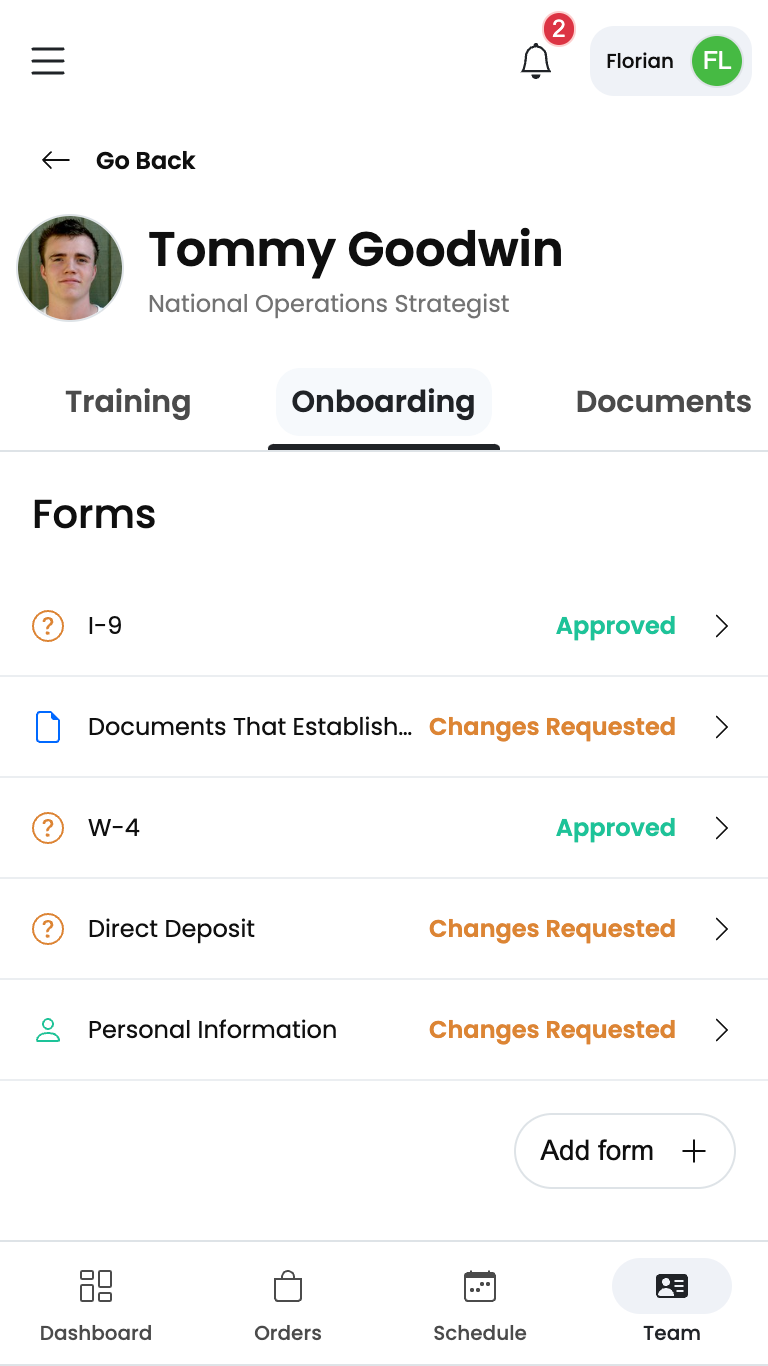 2
Florian
FL
Go Back
Tommy Goodwin
National Operations Strategist
Training
Onboarding
Documents
Forms
I-9
Approved
Documents That Establish...
Changes Requested
W-4
Approved
Direct Deposit
Changes Requested
Personal Information
Changes Requested
Add form
Dashboard
Orders
Schedule
Team